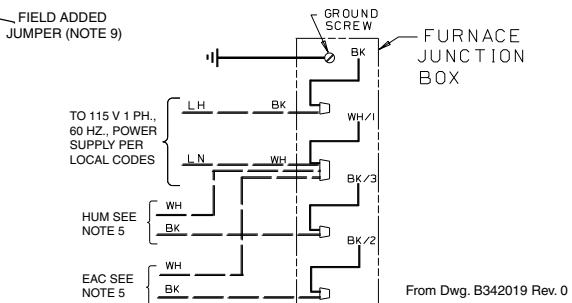 FIELD ADDED
JUMPER (NOTE 9)
GROUND
SCREW
FURNACE
JUNCTION
BOX
BK
LH
BK
TO 115 V 1 PH.,
60 HZ., POWER
SUPPLY PER
LOCAL CODES
WH/1
LN
WH
BK/3
WH
HUM SEE
NOTE 5
BK
BK/2
WH
EAC SEE
NOTE 5
BK
From Dwg. B342019 Rev. 0